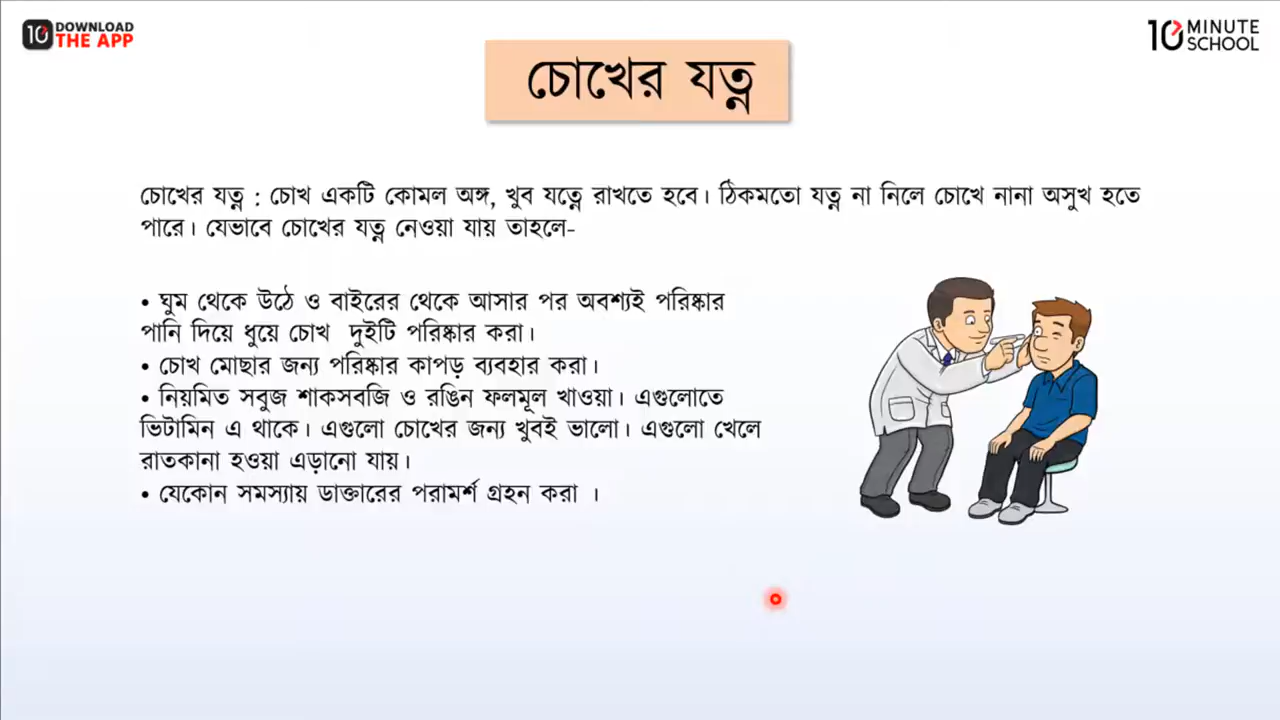 DOWNLOAD
THE APP
10 MINUTE
SCHOOL
চোখের যত্ন
চোখের যত্ন : চোখ একটি কোমল অঙ্গ, খুব যত্নে রাখতে হবে। ঠিকমতো যত্ন না নিলে চোখে নানা অসুখ হতে
পারে। যেভাবে চোখের যত্ন নেওয়া যায় তাহলে-
• ঘুম থেকে উঠে ও বাইরের থেকে আসার পর অবশ্যই পরিষ্কার
পানি দিয়ে ধুয়ে চোখ দুইটি পরিষ্কার করা।
• চোখ মোছার জন্য পরিষ্কার কাপড় ব্যবহার করা।
• নিয়মিত সবুজ শাকসবজি ও রঙিন ফলমূল খাওয়া। এগুলোতে
ভিটামিন এ থাকে। এগুলো চোখের জন্য খুবই ভালো। এগুলো খেলে
রাতকানা হওয়া এড়ানো যায়।
• যেকোন সমস্যায় ডাক্তারের পরামর্শ গ্রহন করা ।